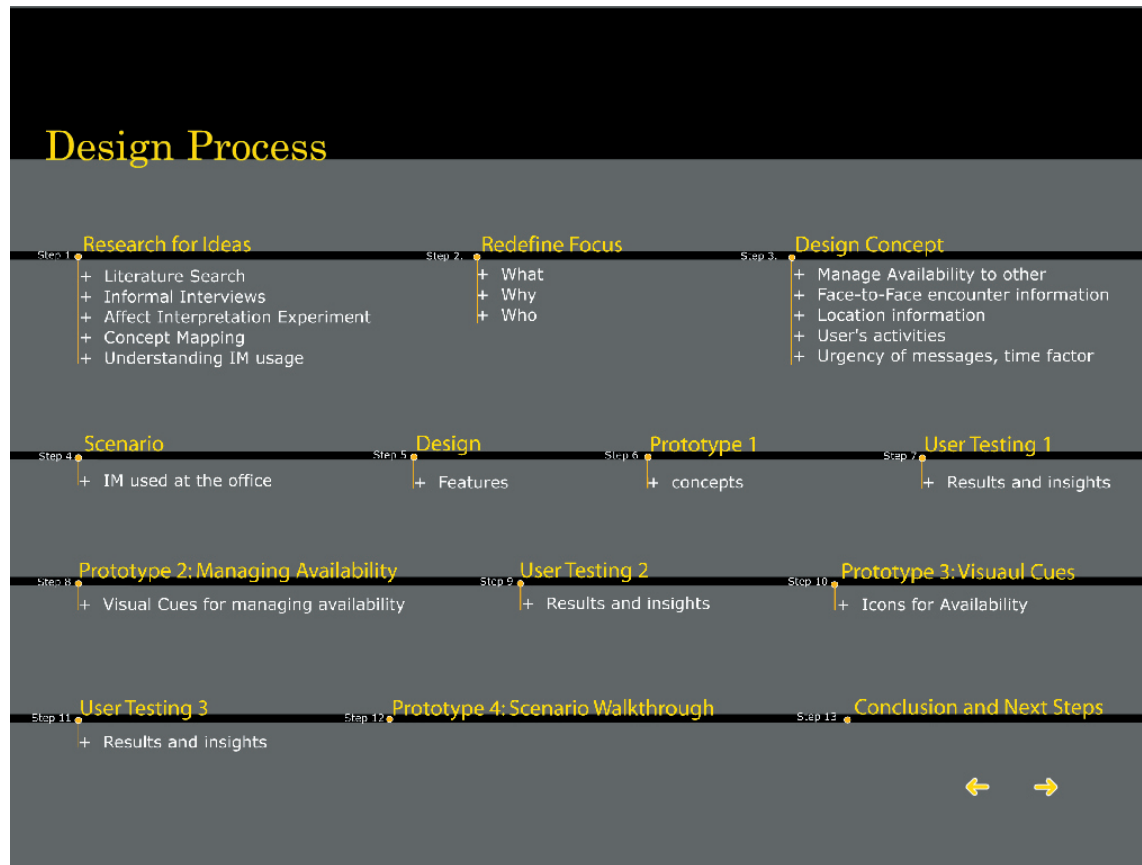 Design Process
Step 1 Research for Ideas
+ Literature Search
+ Informal Interviews
+ Affect Interpretation Experiment
+ Concept Mapping
+ Understanding IM usage
Step 2. Redefine Focus
+ What
+ Why
+ Who
Step 3. Design Concept
+ Manage Availability to other
+ Face-to-Face encounter information
+ Location information
+ User's activities
+ Urgency of messages, time factor
Step 4 Scenario
+ IM used at the office
Step 5 Design
+ Features
Step 6 Prototype 1
+ concepts
Step 7 User Testing 1
+ Results and insights
Step 8 Prototype 2: Managing Availability
+ Visual Cues for managing availability
Step 9 User Testing 2
+ Results and insights
Step 10 Prototype 3: Visuaul Cues
+ Icons for Availability
Step 11 User Testing 3
+ Results and insights
Step 12 Prototype 4: Scenario Walkthrough
Step 13 Conclusion and Next Steps